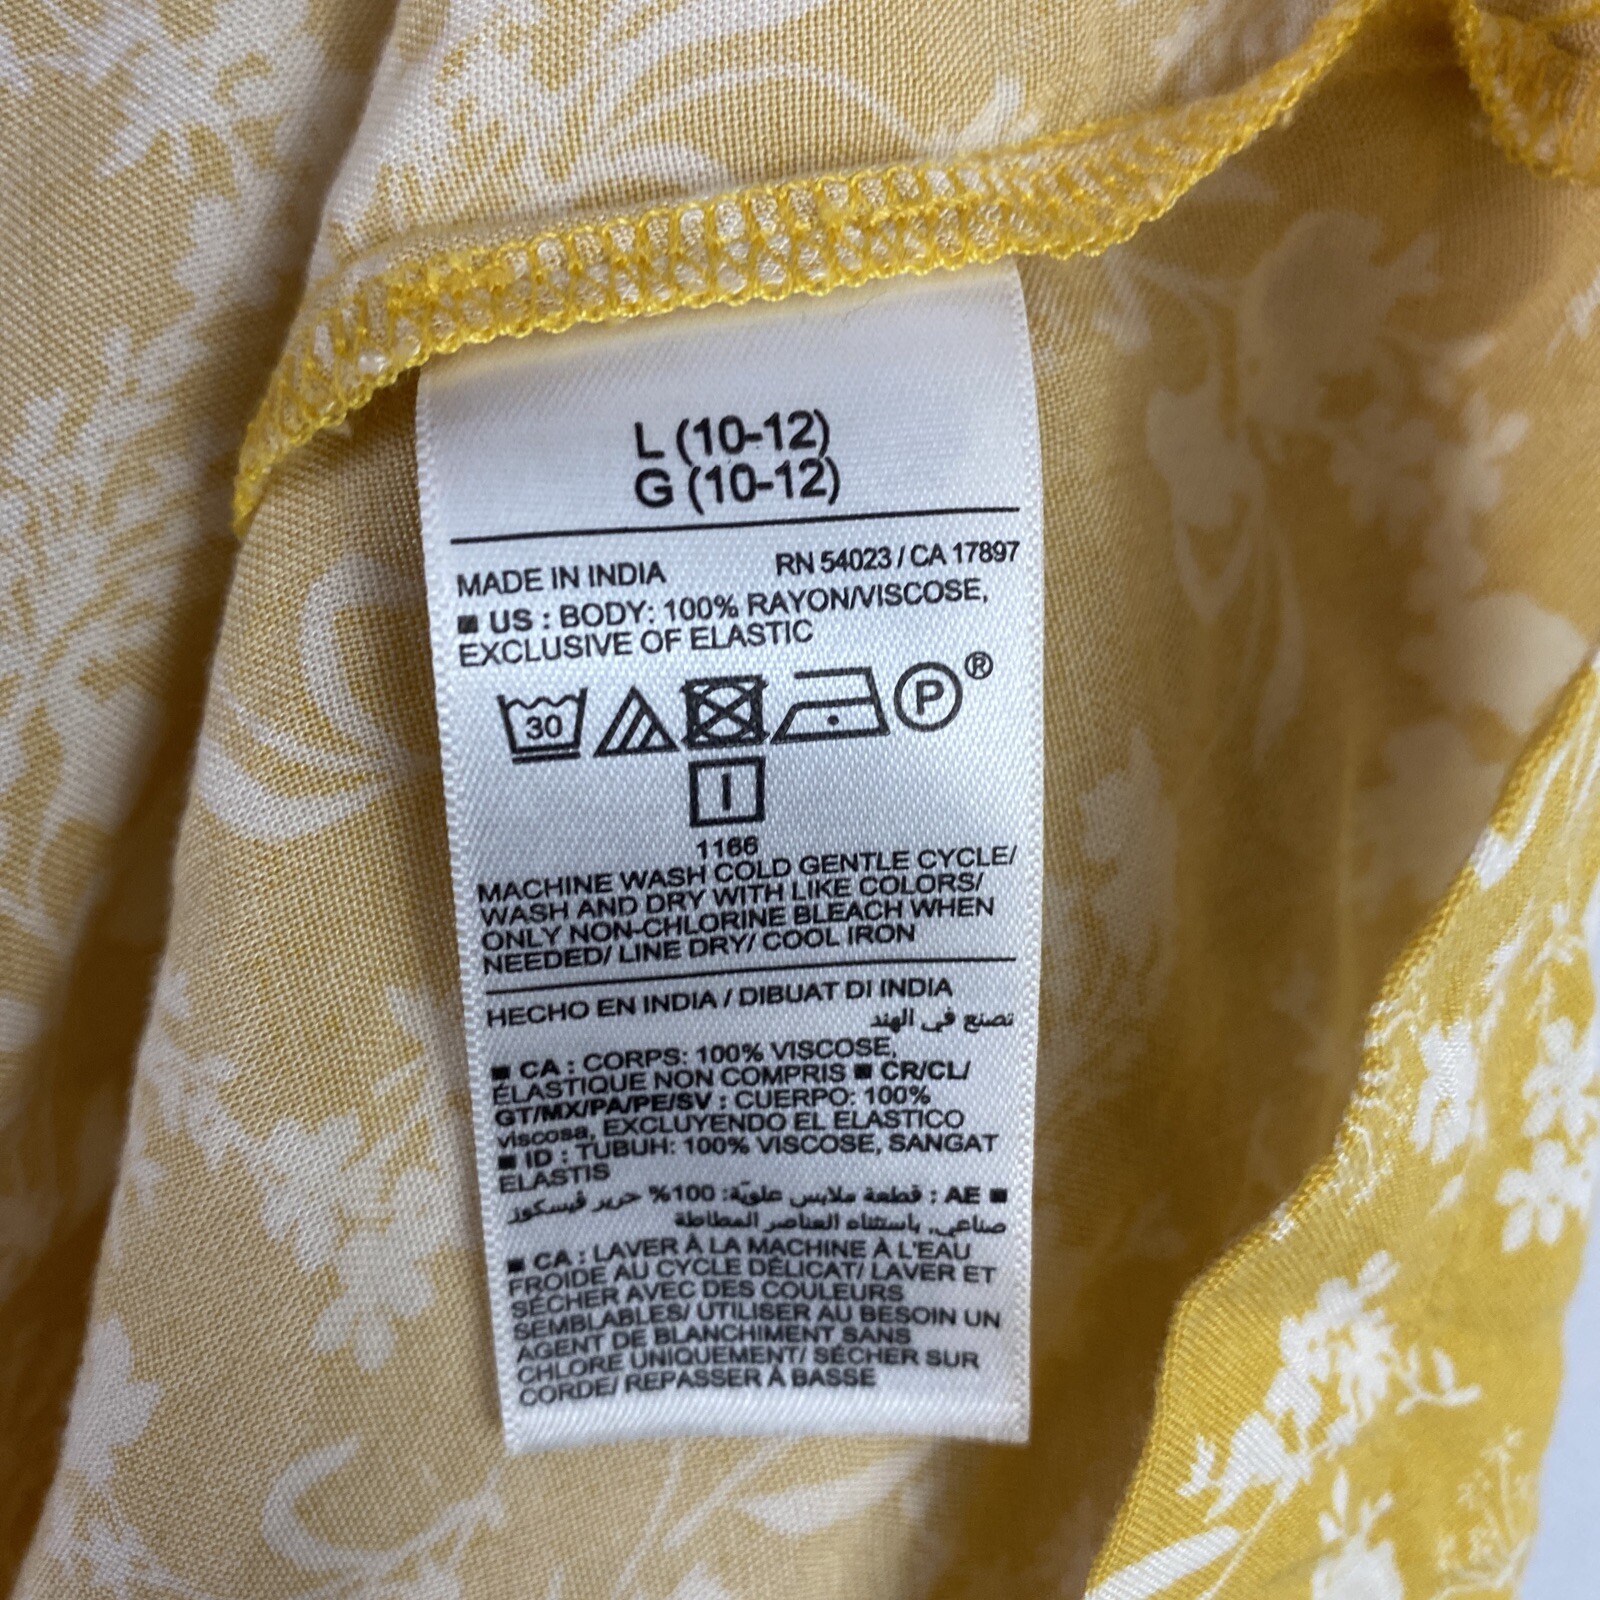 L (10-12)
G (10-12)
MADE IN INDIA RN 54023 / CA 17897
■ US : BODY: 100% RAYON/VISCOSE,
EXCLUSIVE OF ELASTIC
30 P ®
I
1166
MACHINE WASH COLD GENTLE CYCLE/
WASH AND DRY WITH LIKE COLORS/
ONLY NON-CHLORINE BLEACH WHEN
NEEDED/ LINE DRY/ COOL IRON
HECHO EN INDIA / DIBUAT DI INDIA
تصنع في الهند
■ CA : CORPS: 100% VISCOSE,
ÉLASTIQUE NON COMPRIS ■ CR/CL/
GT/MX/PA/PE/SV : CUERPO: 100%
viscosa, EXCLUYENDO EL ELASTICO
■ ID : TUBUH: 100% VISCOSE, SANGAT
ELASTIS
■ AE : قطعة ملابس علويّة: 100% حرير فيسكوز
صناعي، باستثناء العناصر المطاطة
■ CA : LAVER À LA MACHINE À L'EAU
FROIDE AU CYCLE DÉLICAT/ LAVER ET
SÉCHER AVEC DES COULEURS
SEMBLABLES/ UTILISER AU BESOIN UN
AGENT DE BLANCHIMENT SANS
CHLORE UNIQUEMENT/ SÉCHER SUR
CORDE/ REPASSER À BASSE